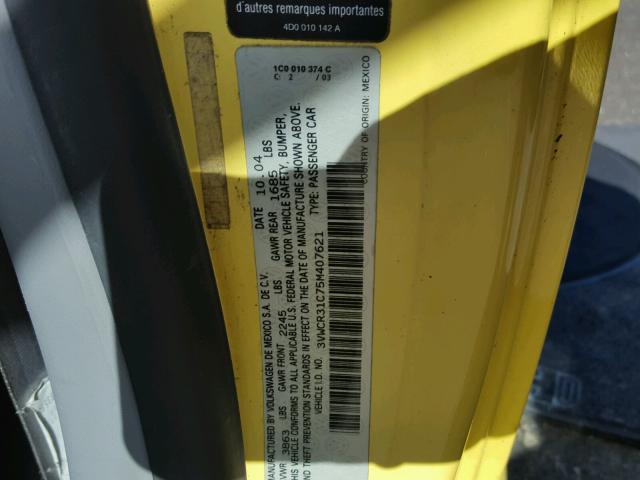 d'autres remarques importantes
4D0 010 142 A
1C0 010 374 C
C: 2 / 03
MANUFACTURED BY VOLKSWAGEN DE MEXICO S.A. DE C.V. DATE 10.04
VWR 3863 LBS GAWR FRONT 2245 LBS GAWR REAR 1685 LBS
THIS VEHICLE CONFORMS TO ALL APPLICABLE U.S. FEDERAL MOTOR VEHICLE SAFETY, BUMPER,
AND THEFT PREVENTION STANDARDS IN EFFECT ON THE DATE OF MANUFACTURE SHOWN ABOVE.
VEHICLE I.D. NO. 3VWCR31C75M407621 TYPE: PASSENGER CAR
COUNTRY OF ORIGIN: MEXICO